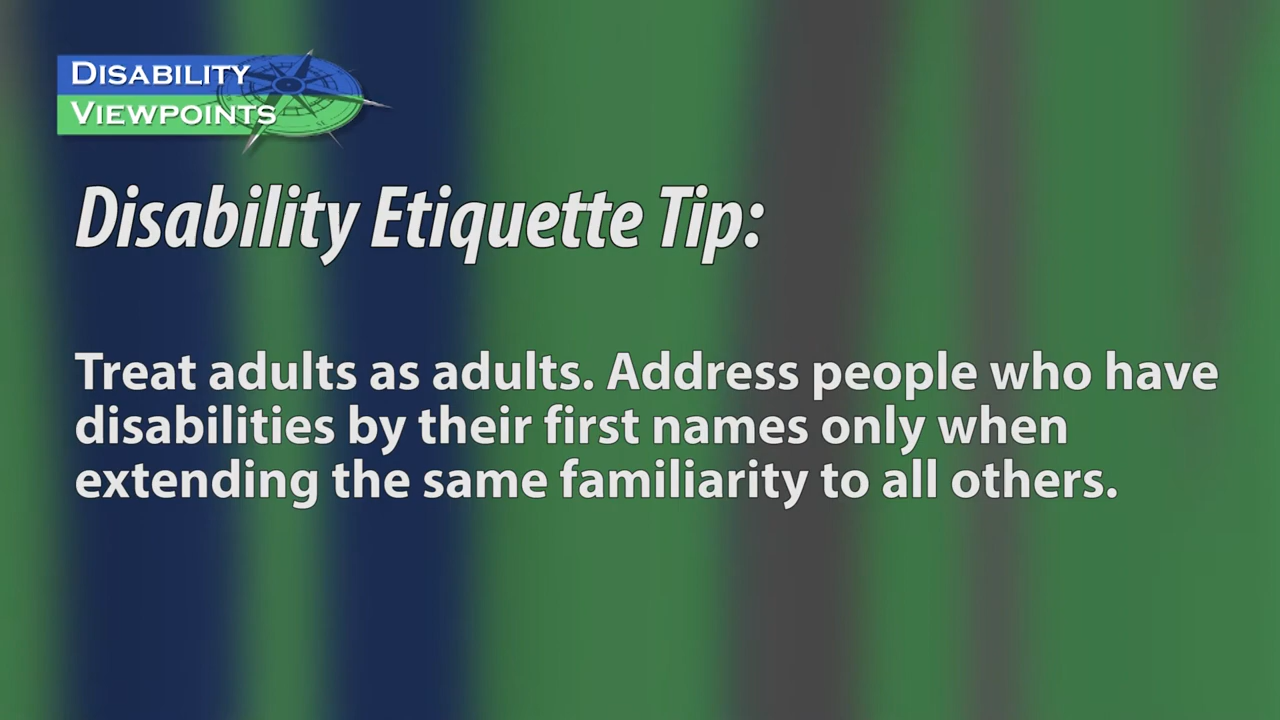 Disability
Viewpoints
Disability Etiquette Tip:
Treat adults as adults. Address people who have
disabilities by their first names only when
extending the same familiarity to all others.